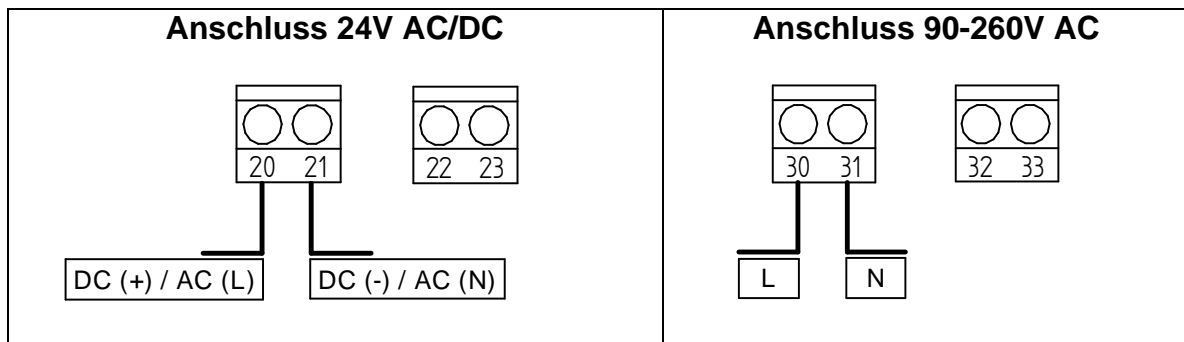 Anschluss 24V AC/DC
20 21 22 23
DC (+) / AC (L) DC (-) / AC (N)
Anschluss 90-260V AC
30 31 32 33
L N